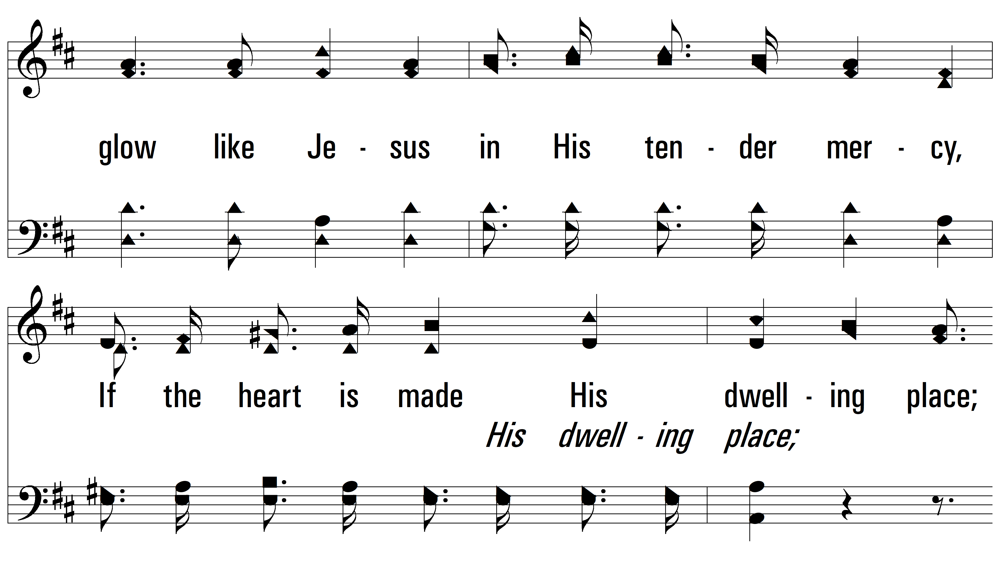 glow like Je - sus in His ten - der mer - cy,
If the heart is made His dwell - ing place;
His dwell - ing place;